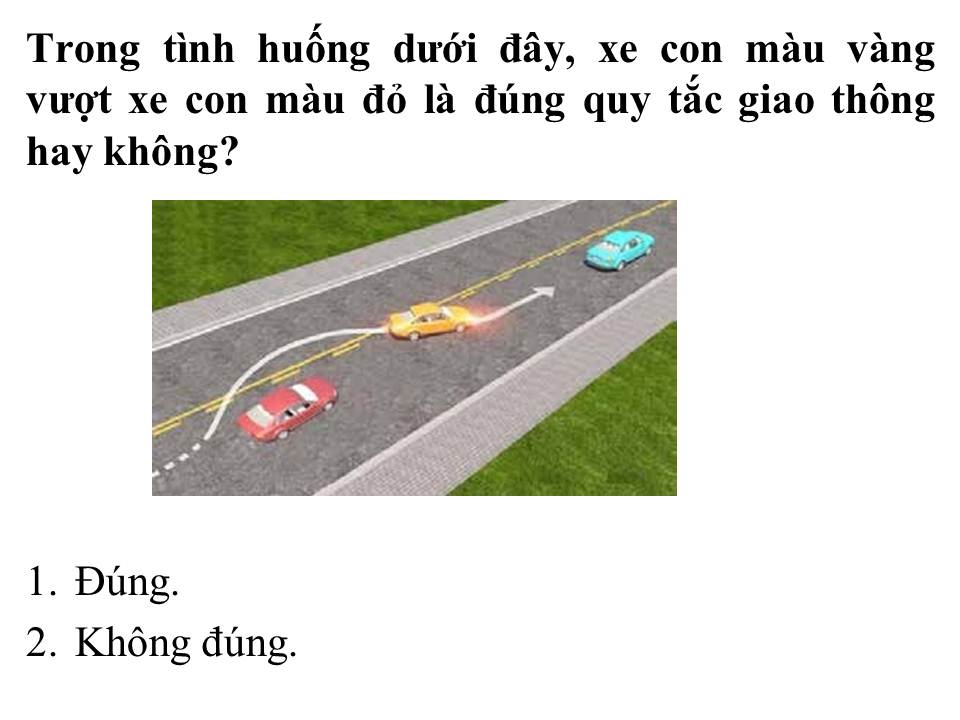 Trong tình huống dưới đây, xe con màu vàng
vượt xe con màu đỏ là đúng quy tắc giao thông
hay không?
1. Đúng.
2. Không đúng.